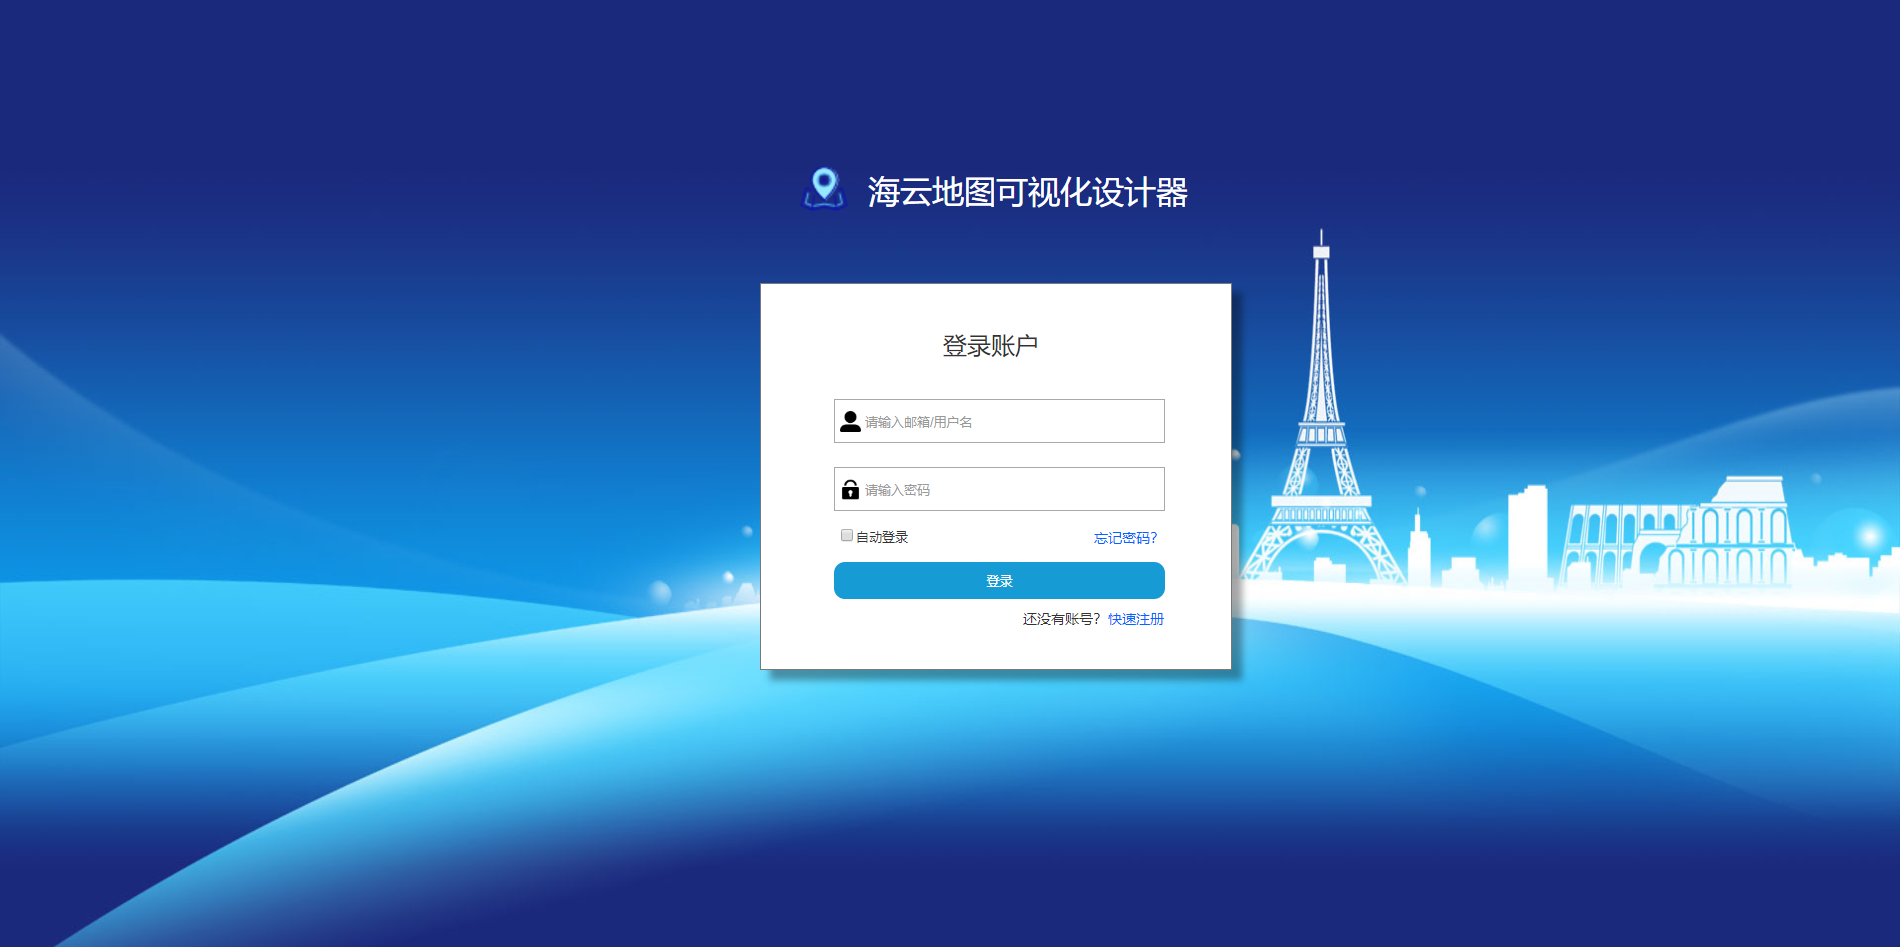 海云地图可视化设计器
登录账户
请输入邮箱/用户名
请输入密码
自动登录 忘记密码?
登录
还没有账号? 快速注册